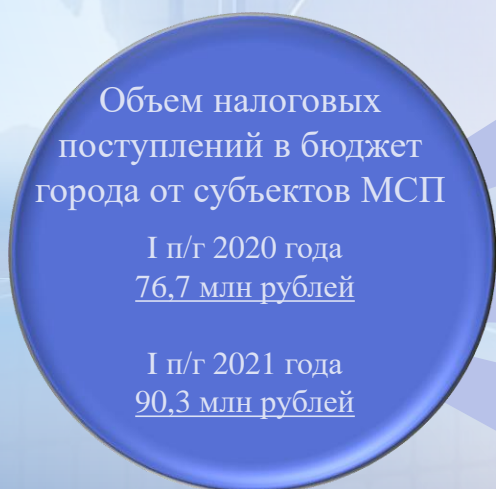 Объем налоговых
поступлений в бюджет
города от субъектов МСП
I п/г 2020 года
76,7 млн рублей
I п/г 2021 года
90,3 млн рублей